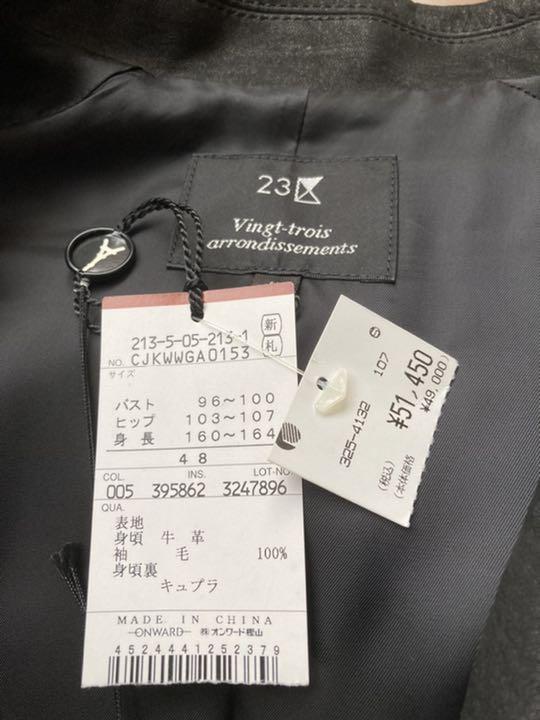 23区
Vingt-trois
arrondissements
213-5-05-213-1
新札
NO. CJKWWGA0153
サイズ
バスト 96〜100
ヒップ 103〜107
身長 160〜164
48
COL. INS. LOT-NO.
005 395862 3247896
QUA.
表地
身頃 牛革
袖 毛 100%
身頃裏
キュプラ
MADE IN CHINA
ONWARD ㈱オンワード樫山
4524441252379
S
107
325-4132
¥51,450
(税込)
¥49,000)
(本体価格